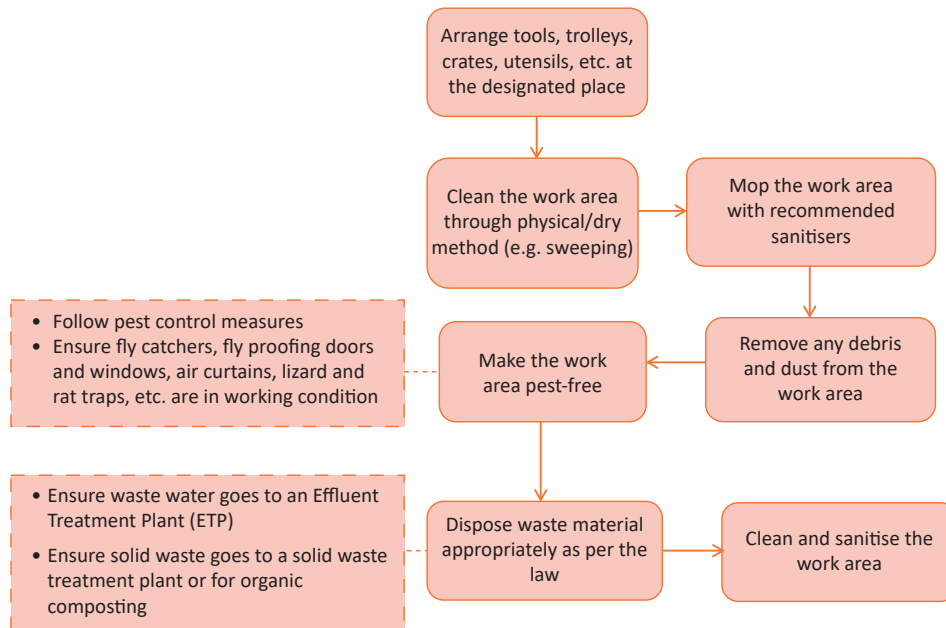 Arrange tools, trolleys,
crates, utensils, etc. at
the designated place
Clean the work area
through physical/dry
method (e.g. sweeping)
Mop the work area
with recommended
sanitisers
Remove any debris
and dust from the
work area
Make the work
area pest-free
• Follow pest control measures
• Ensure fly catchers, fly proofing doors
and windows, air curtains, lizard and
rat traps, etc. are in working condition
Dispose waste material
appropriately as per the
law
• Ensure waste water goes to an Effluent
Treatment Plant (ETP)
• Ensure solid waste goes to a solid waste
treatment plant or for organic
composting
Clean and sanitise the
work area